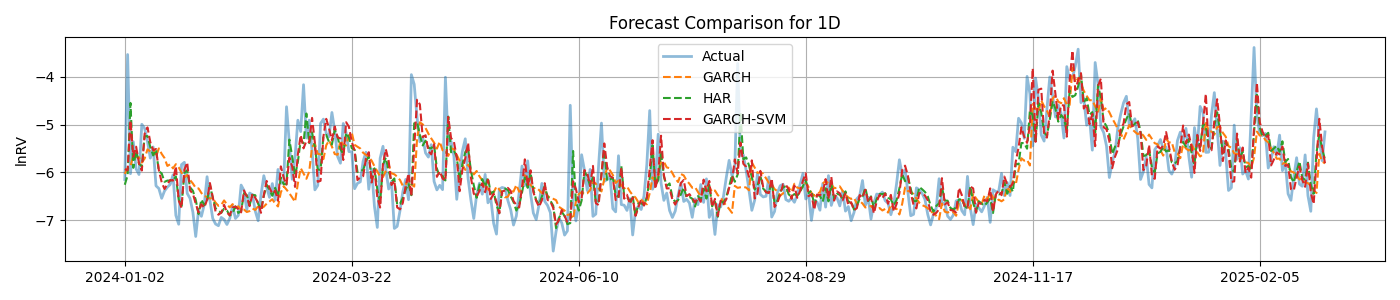 Forecast Comparison for 1D
lnRV
−4
−5
−6
−7
Actual
GARCH
HAR
GARCH-SVM
2024-01-02
2024-03-22
2024-06-10
2024-08-29
2024-11-17
2025-02-05